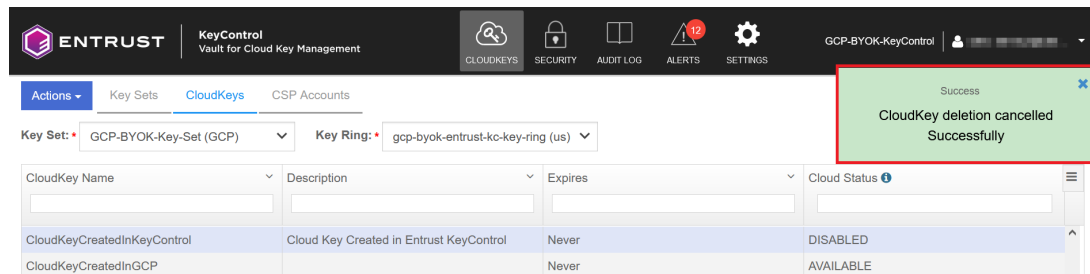 ENTRUST
KeyControl
Vault for Cloud Key Management
CLOUDKEYS
SECURITY
AUDIT LOG
12
ALERTS
SETTINGS
GCP-BYOK-KeyControl
Actions
Key Sets
CloudKeys
CSP Accounts
Success
CloudKey deletion cancelled
Successfully
Key Set: * GCP-BYOK-Key-Set (GCP)
Key Ring: * gcp-byok-entrust-kc-key-ring (us)
CloudKey Name Description Expires Cloud Status
CloudKeyCreatedInKeyControl Cloud Key Created in Entrust KeyControl Never DISABLED
CloudKeyCreatedInGCP Never AVAILABLE